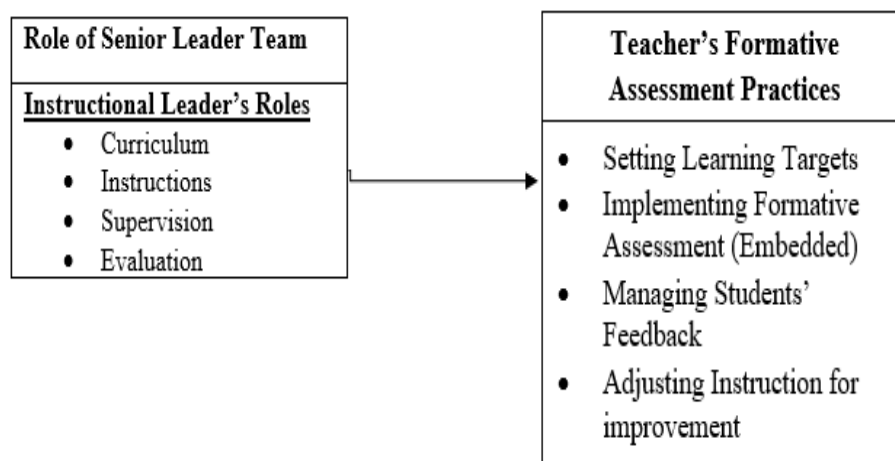 Role of Senior Leader Team
Instructional Leader's Roles
• Curriculum
• Instructions
• Supervision
• Evaluation
Teacher's Formative
Assessment Practices
• Setting Learning Targets
• Implementing Formative
Assessment (Embedded)
• Managing Students'
Feedback
• Adjusting Instruction for
improvement